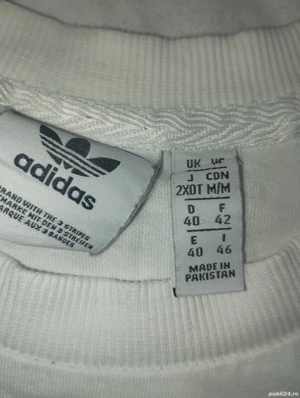 adidas
BRAND WITH THE 3 STRIPES
MARKE MIT DEN 3 STREIFEN
MARQUE AUX 3 BANDES
UK
J CDN
2XOT M/M
D F
40 42
E I
40 46
MADE IN
PAKISTAN
publi24.ro